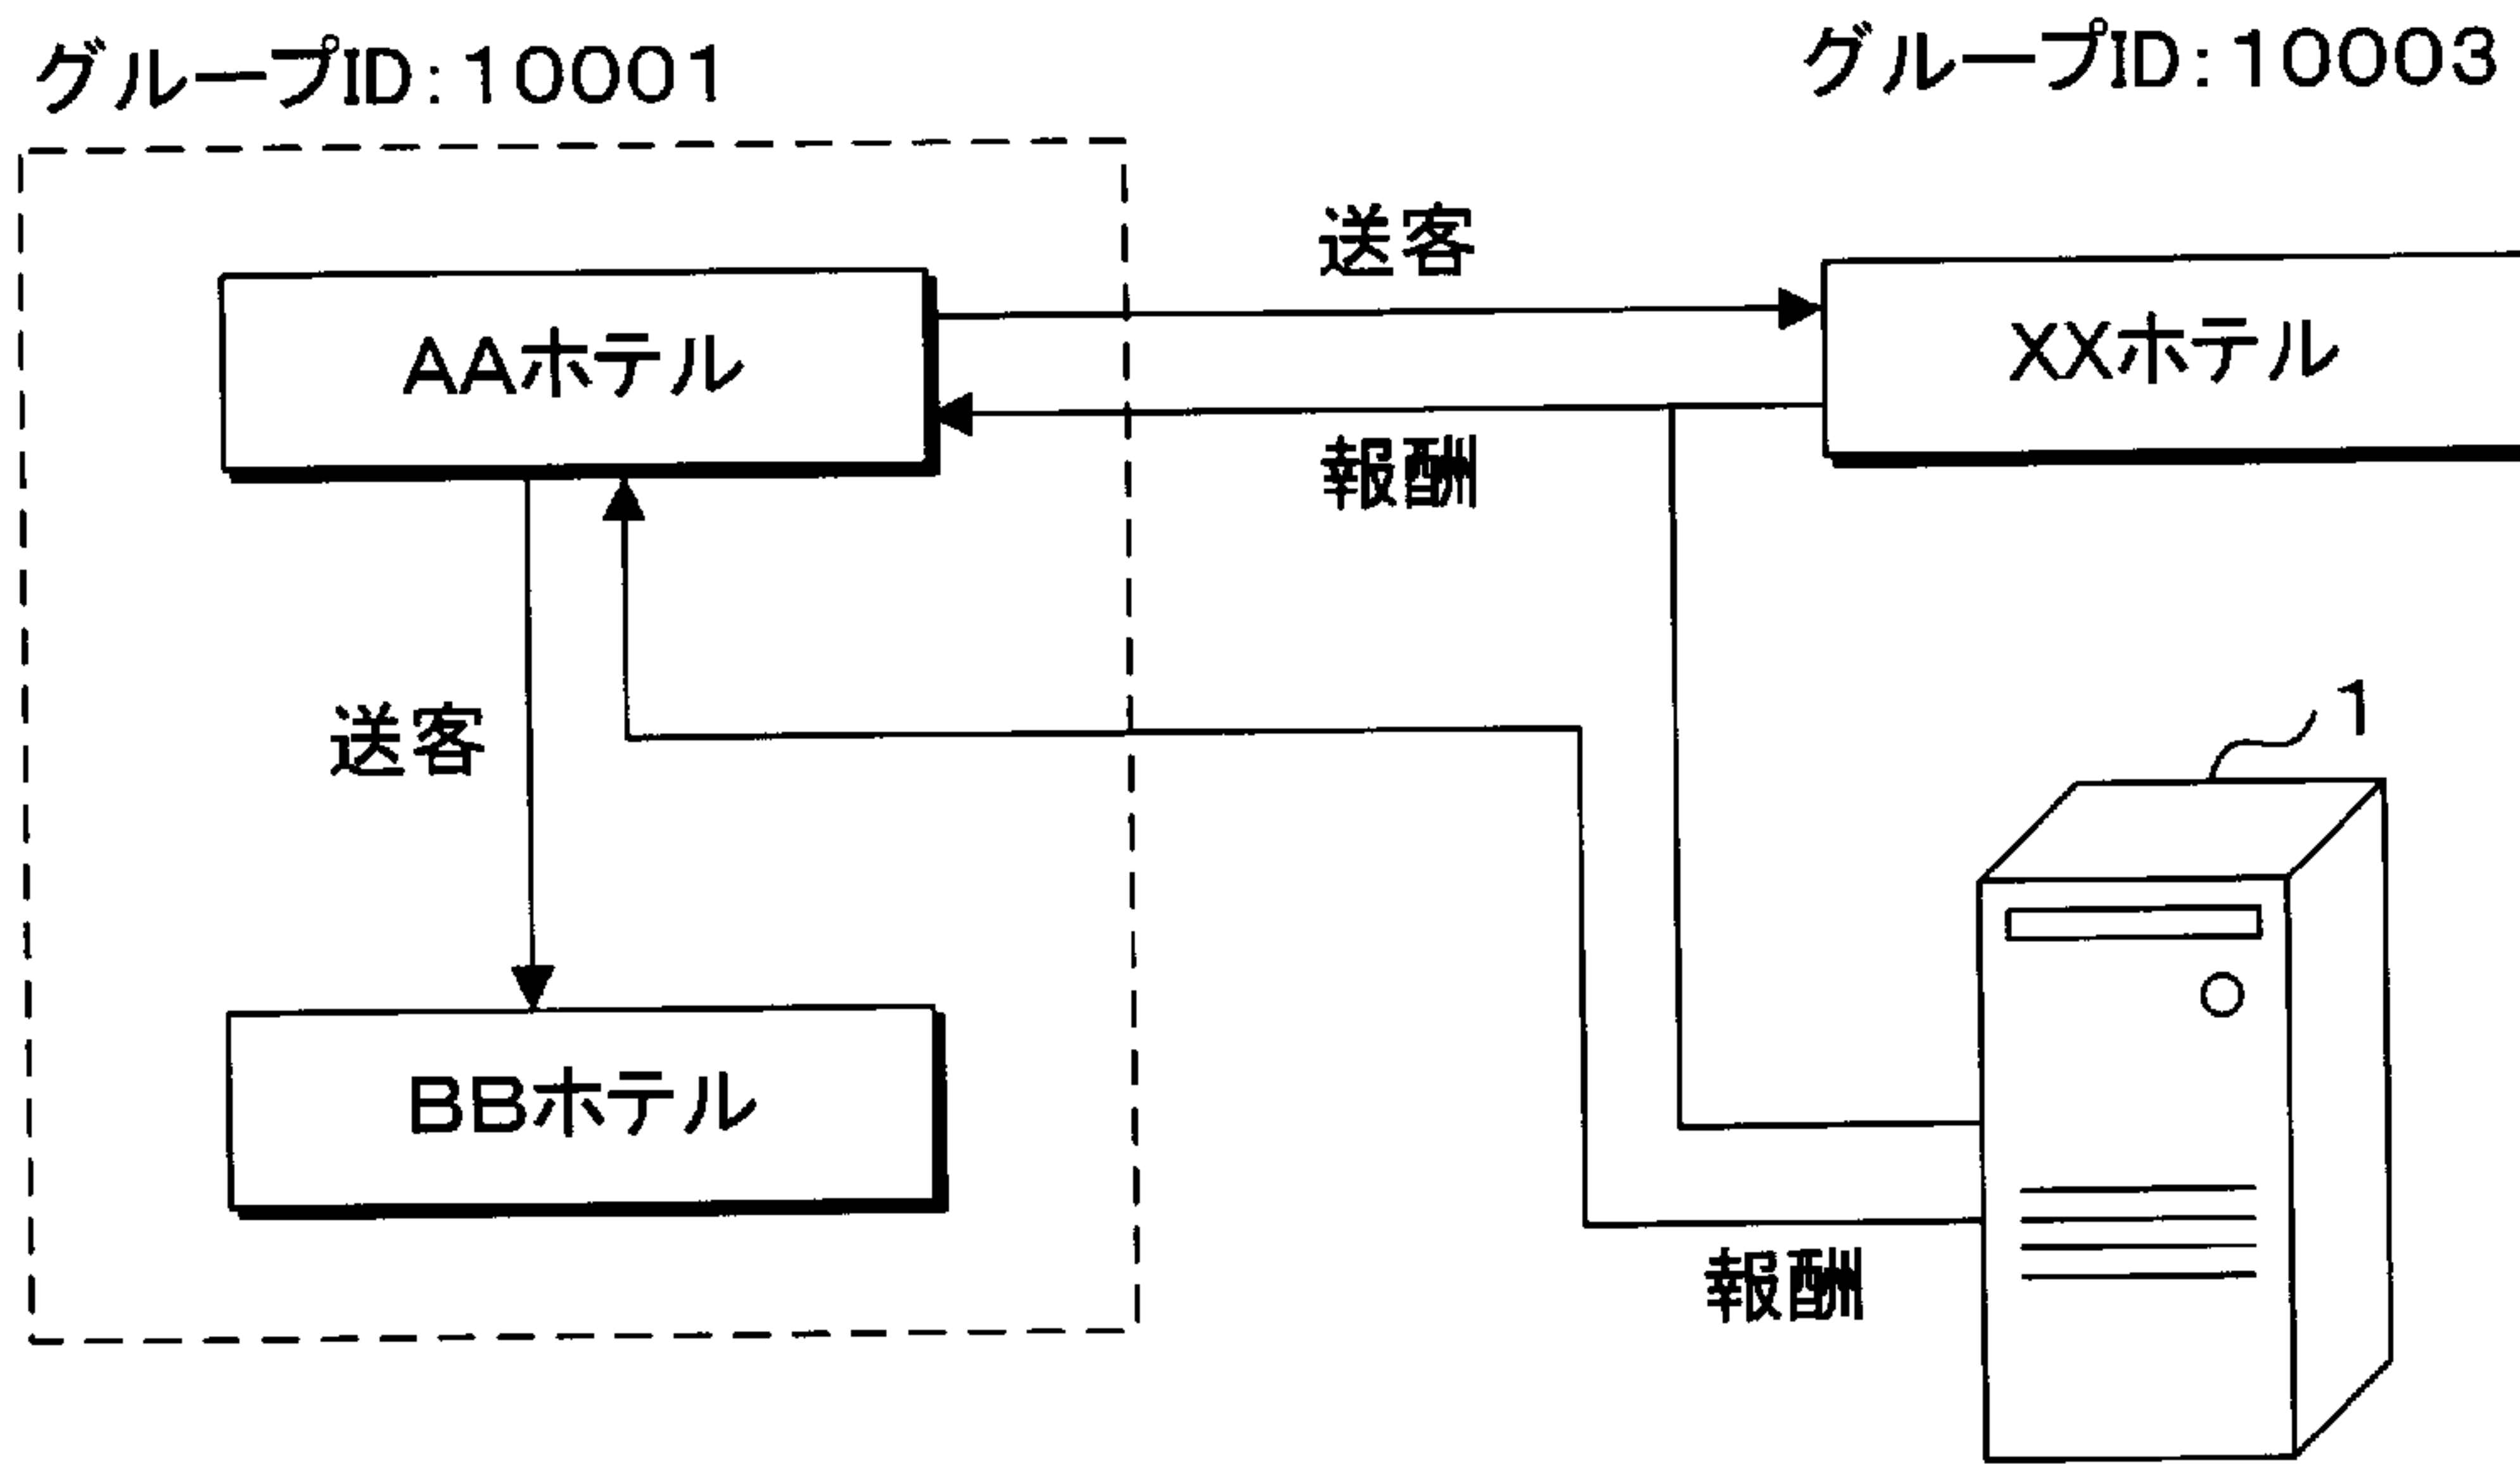 グループID:10001
グループID:10003
送客
AAホテル
XXホテル
報酬
送客
1
BBホテル
報酬